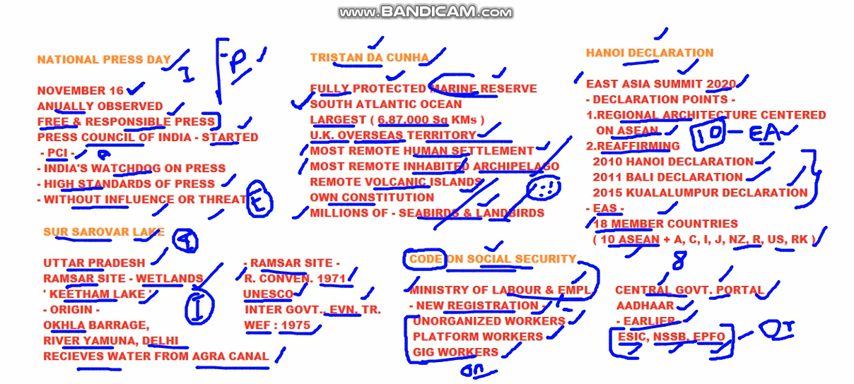 www.BANDICAM.com
NATIONAL PRESS DAY
I
P
NOVEMBER 16
ANUALLY OBSERVED
FREE & RESPONSIBLE PRESS
PRESS COUNCIL OF INDIA - STARTED
- PCI -
- INDIA'S WATCHDOG ON PRESS
- HIGH STANDARDS OF PRESS
- WITHOUT INFLUENCE OR THREAT
E
TRISTAN DA CUNHA
FULLY PROTECTED MARINE RESERVE
SOUTH ATLANTIC OCEAN
LARGEST ( 6,87,000 Sq KMs )
U.K. OVERSEAS TERRITORY
MOST REMOTE HUMAN SETTLEMENT
MOST REMOTE INHABITED ARCHIPELAGO
REMOTE VOLCANIC ISLANDS
OWN CONSTITUTION
MILLIONS OF - SEABIRDS & LANDBIRDS
HANOI DECLARATION
EAST ASIA SUMMIT 2020
- DECLARATION POINTS -
1.REGIONAL ARCHITECTURE CENTERED
ON ASEAN
10 - EA
2.REAFFIRMING
2010 HANOI DECLARATION
2011 BALI DECLARATION
2015 KUALALUMPUR DECLARATION
- EAS -
18 MEMBER COUNTRIES
( 10 ASEAN + A, C, I, J, NZ, R, US, RK )
8
SUR SAROVAR LAKE
UTTAR PRADESH
RAMSAR SITE - WETLANDS
' KEETHAM LAKE '
- ORIGIN -
OKHLA BARRAGE,
RIVER YAMUNA, DELHI
RECIEVES WATER FROM AGRA CANAL
I
- RAMSAR SITE -
R. CONVEN. 1971
UNESCO
INTER GOVT., EVN. TR.
WEF : 1975
CODE ON SOCIAL SECURITY
MINISTRY OF LABOUR & EMPL
- NEW REGISTRATION -
UNORGANIZED WORKERS
PLATFORM WORKERS
GIG WORKERS
CENTRAL GOVT. PORTAL
AADHAAR
- EARLIER -
ESIC, NSSB, EPFO